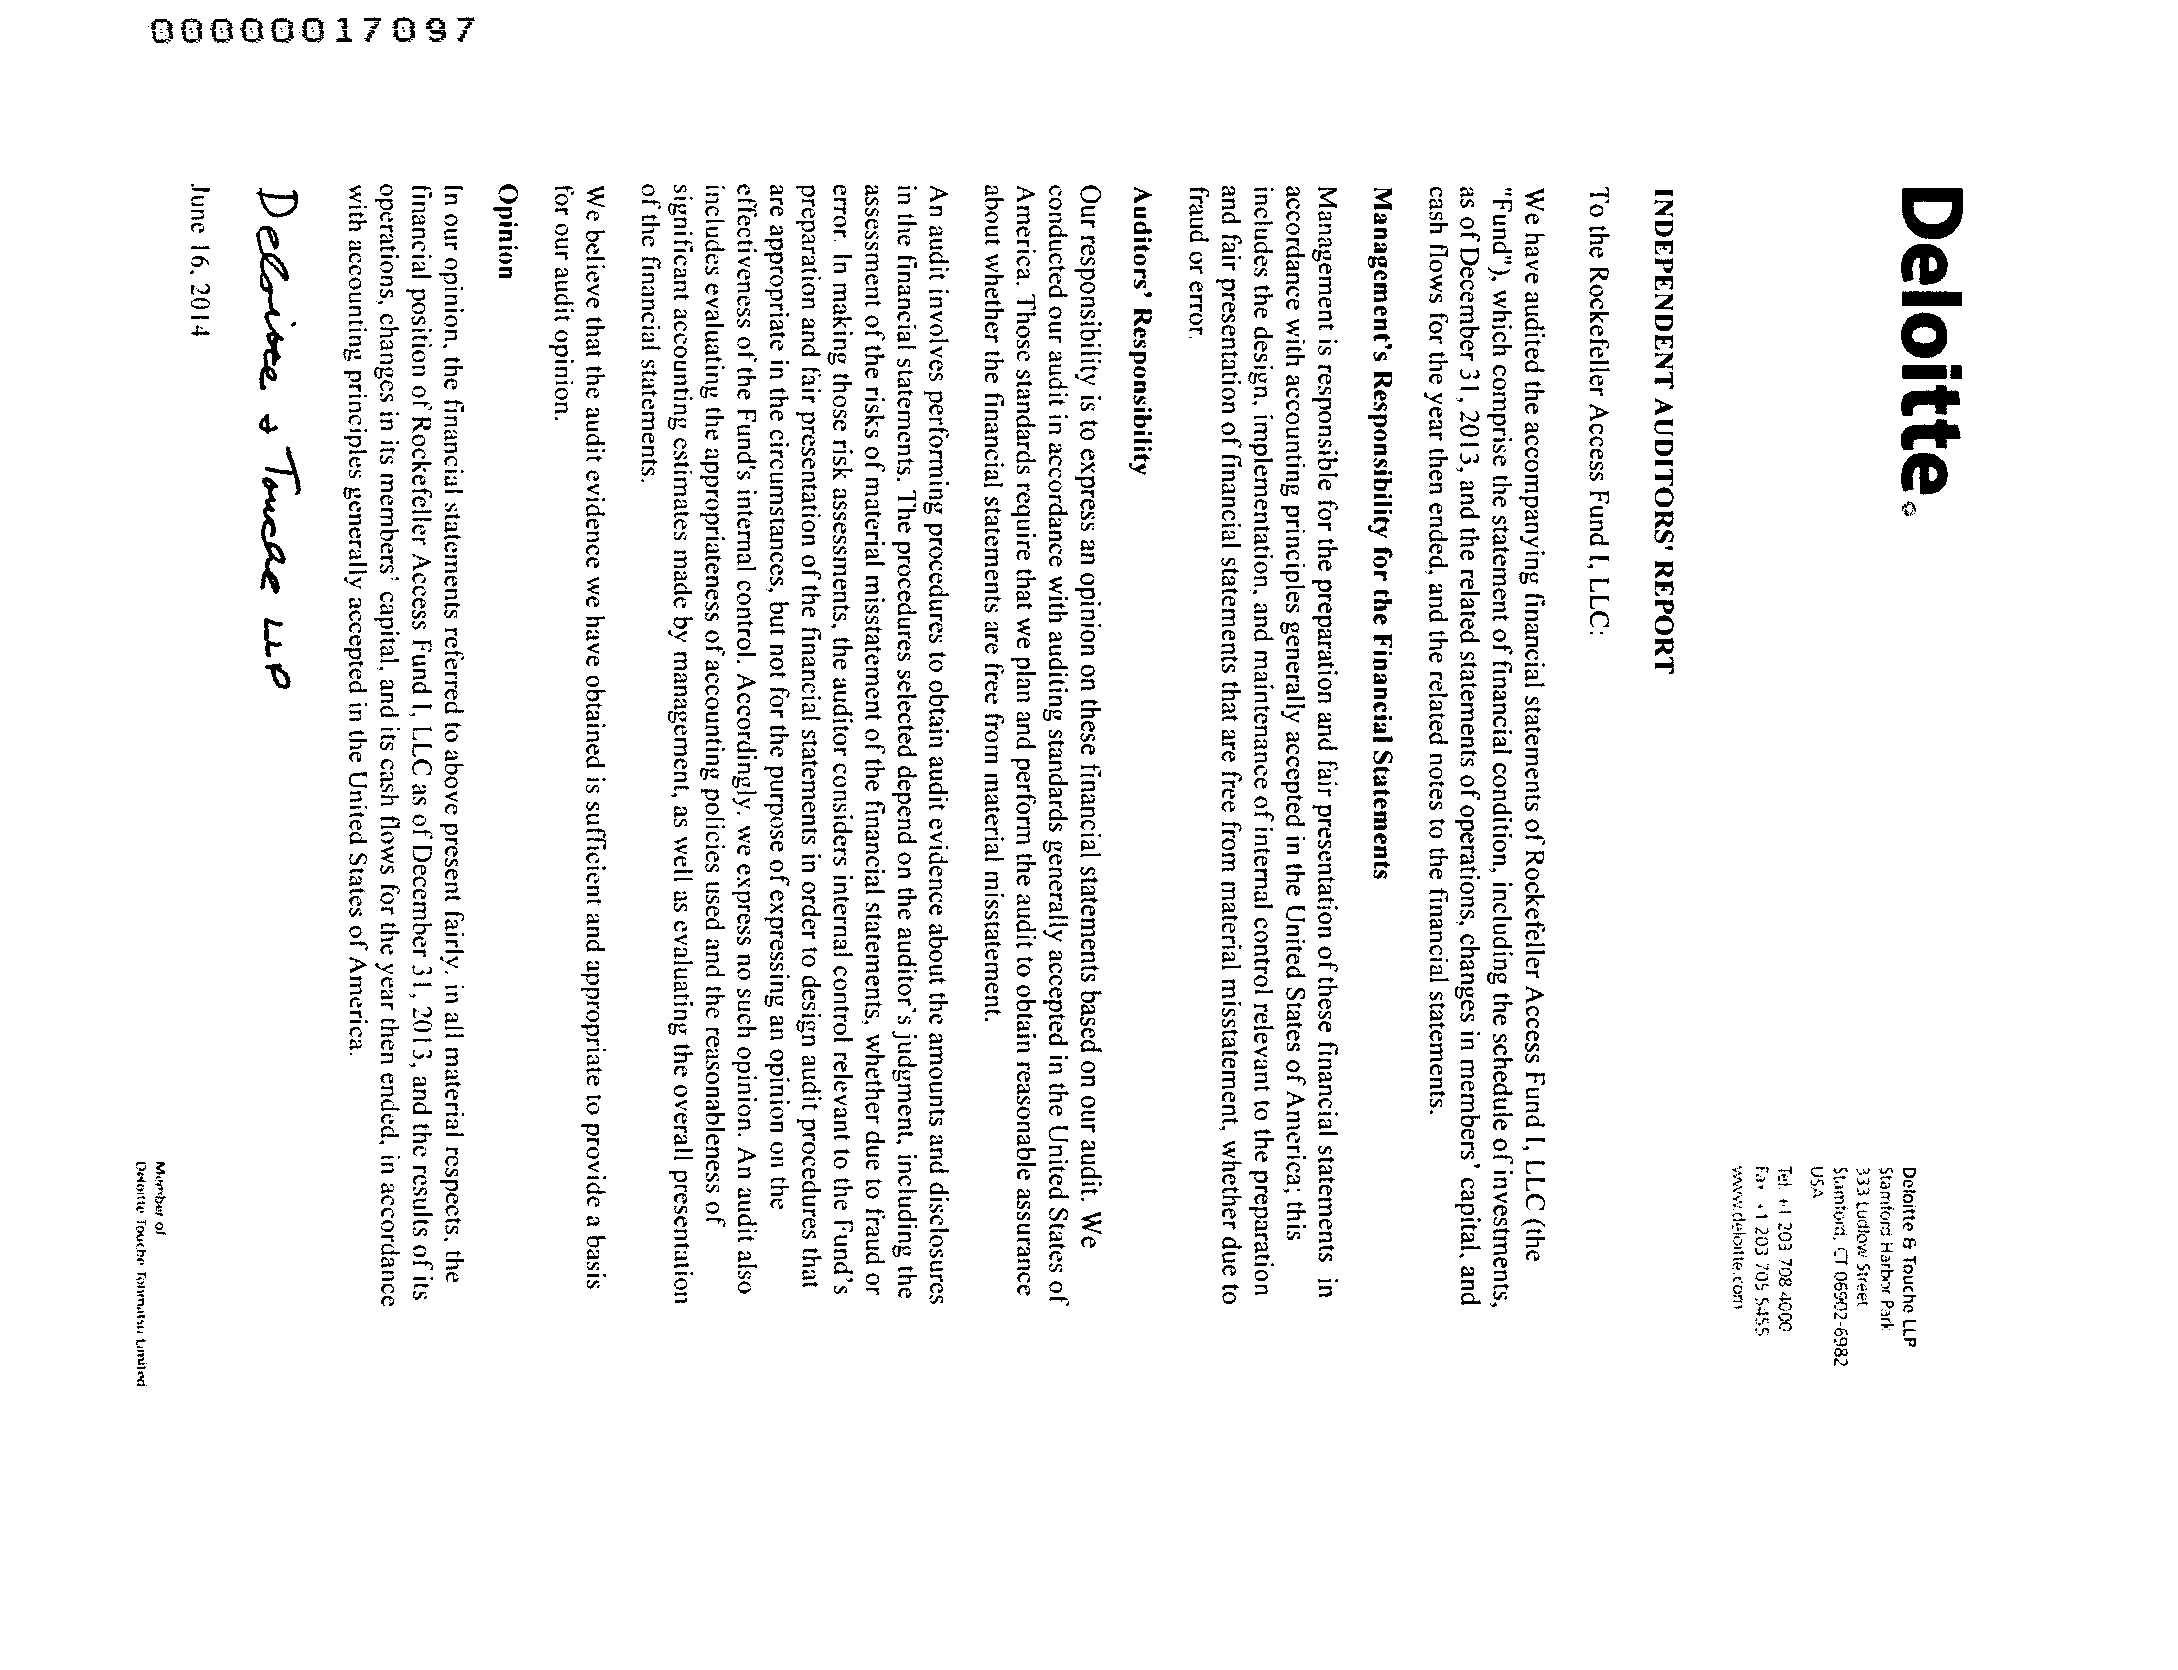 Deloitte.
Deloitte & Touche LLP
Stamford Harbor Park
333 Ludlow Street
Stamford, CT 06902-6982
USA
Tel: +1 203 708 4000
Fax +1 203 705 5455
www.deloitte.com
INDEPENDENT AUDITORS' REPORT
To the Rockefeller Access Fund I, LLC:
We have audited the accompanying financial statements of Rockefeller Access Fund I, LLC (the
"Fund"), which comprise the statement of financial condition, including the schedule of investments,
as of December 31, 2013, and the related statements of operations, changes in members' capital, and
cash flows for the year then ended, and the related notes to the financial statements.
Management's Responsibility for the Financial Statements
Management is responsible for the preparation and fair presentation of these financial statements in
accordance with accounting principles generally accepted in the United States of America; this
includes the design, implementation, and maintenance of internal control relevant to the preparation
and fair presentation of financial statements that are free from material misstatement, whether due to
fraud or error.
Auditors' Responsibility
Our responsibility is to express an opinion on these financial statements based on our audit. We
conducted our audit in accordance with auditing standards generally accepted in the United States of
America. Those standards require that we plan and perform the audit to obtain reasonable assurance
about whether the financial statements are free from material misstatement.
An audit involves performing procedures to obtain audit evidence about the amounts and disclosures
in the financial statements. The procedures selected depend on the auditor's judgment, including the
assessment of the risks of material misstatement of the financial statements, whether due to fraud or
error. In making those risk assessments, the auditor considers internal control relevant to the Fund's
preparation and fair presentation of the financial statements in order to design audit procedures that
are appropriate in the circumstances, but not for the purpose of expressing an opinion on the
effectiveness of the Fund's internal control. Accordingly, we express no such opinion. An audit also
includes evaluating the appropriateness of accounting policies used and the reasonableness of
significant accounting estimates made by management, as well as evaluating the overall presentation
of the financial statements.
We believe that the audit evidence we have obtained is sufficient and appropriate to provide a basis
for our audit opinion.
Opinion
In our opinion, the financial statements referred to above present fairly, in all material respects, the
financial position of Rockefeller Access Fund I, LLC as of December 31, 2013, and the results of its
operations, changes in its members' capital, and its cash flows for the year then ended, in accordance
with accounting principles generally accepted in the United States of America.
Deloitte & Touche LLP
June 16, 2014
Member of
Deloitte Touche Tohmatsu Limited
00000017097